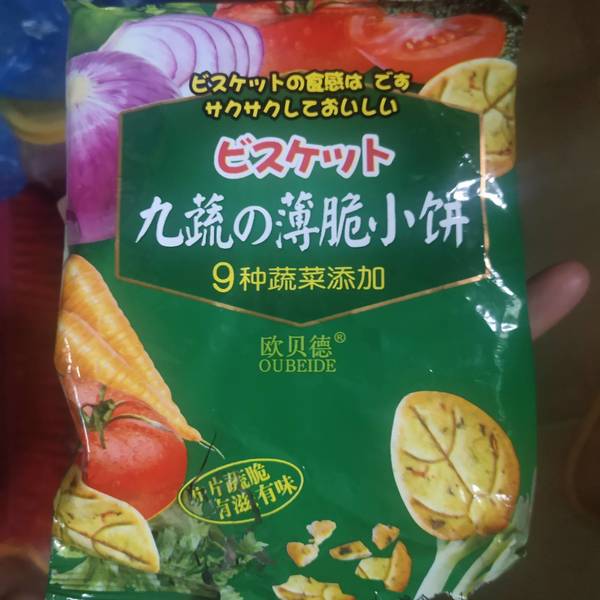 ビスケットの食感は です
サクサクしておいしい
ビスケット
九蔬の薄脆小饼
9种蔬菜添加
欧贝德®
OUBEIDE
片片蔬脆
有滋有味